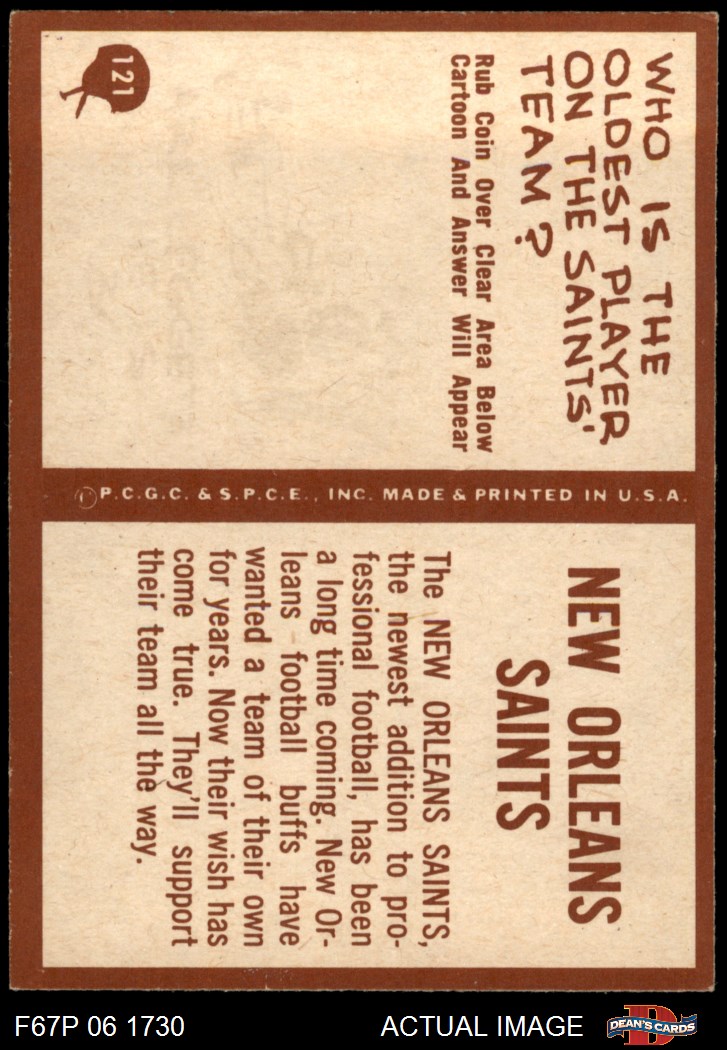 121
WHO IS THE
OLDEST PLAYER
ON THE SAINTS'
TEAM?
Rub Coin Over Clear Area Below
Cartoon And Answer Will Appear
©P.C.G.C. & S.P.C.E., INC. MADE & PRINTED IN U.S.A.
NEW ORLEANS
SAINTS
The NEW ORLEANS SAINTS,
the newest addition to pro-
fessional football, has been
a long time coming. New Or-
leans football buffs have
wanted a team of their own
for years. Now their wish has
come true. They'll support
their team all the way.
F67P 06 1730
ACTUAL IMAGE
D
DEAN'S CARDS